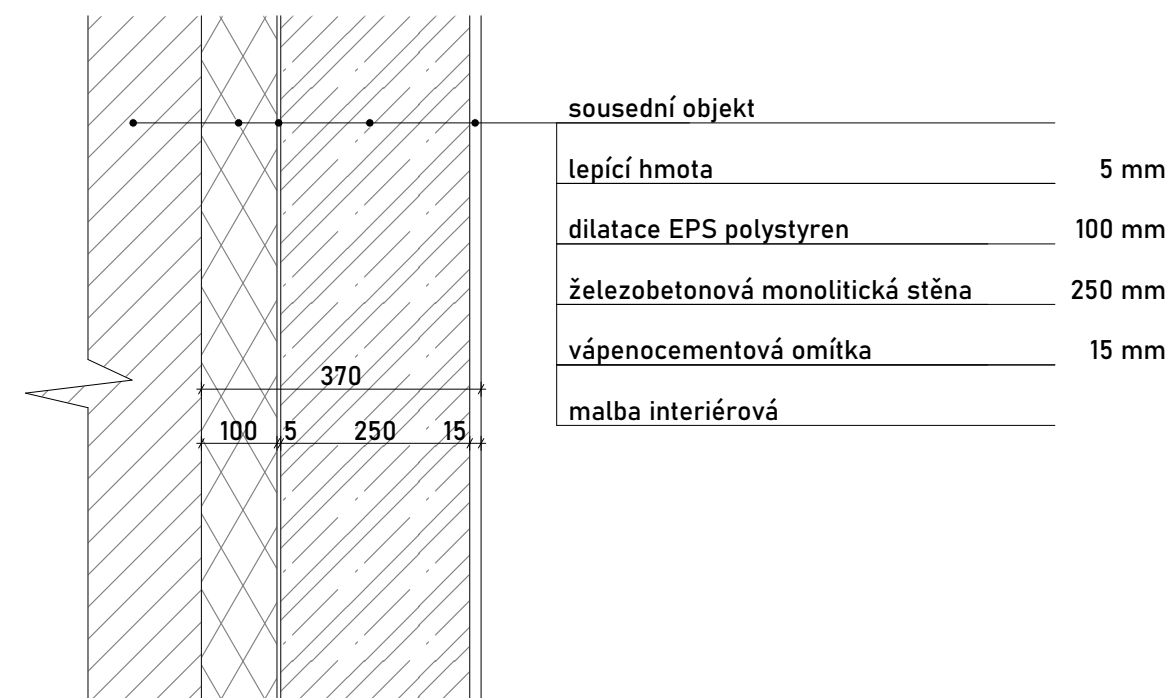 sousední objekt
lepící hmota 5 mm
dilatace EPS polystyren 100 mm
železobetonová monolitická stěna 250 mm
vápenocementová omítka 15 mm
malba interiérová
370
100 5 250 15